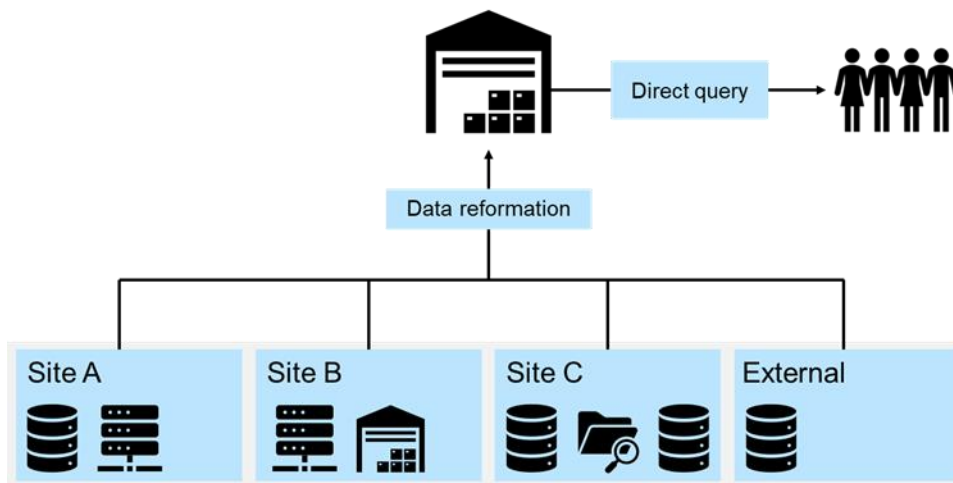 Direct query
Data reformation
Site A
Site B
Site C
External